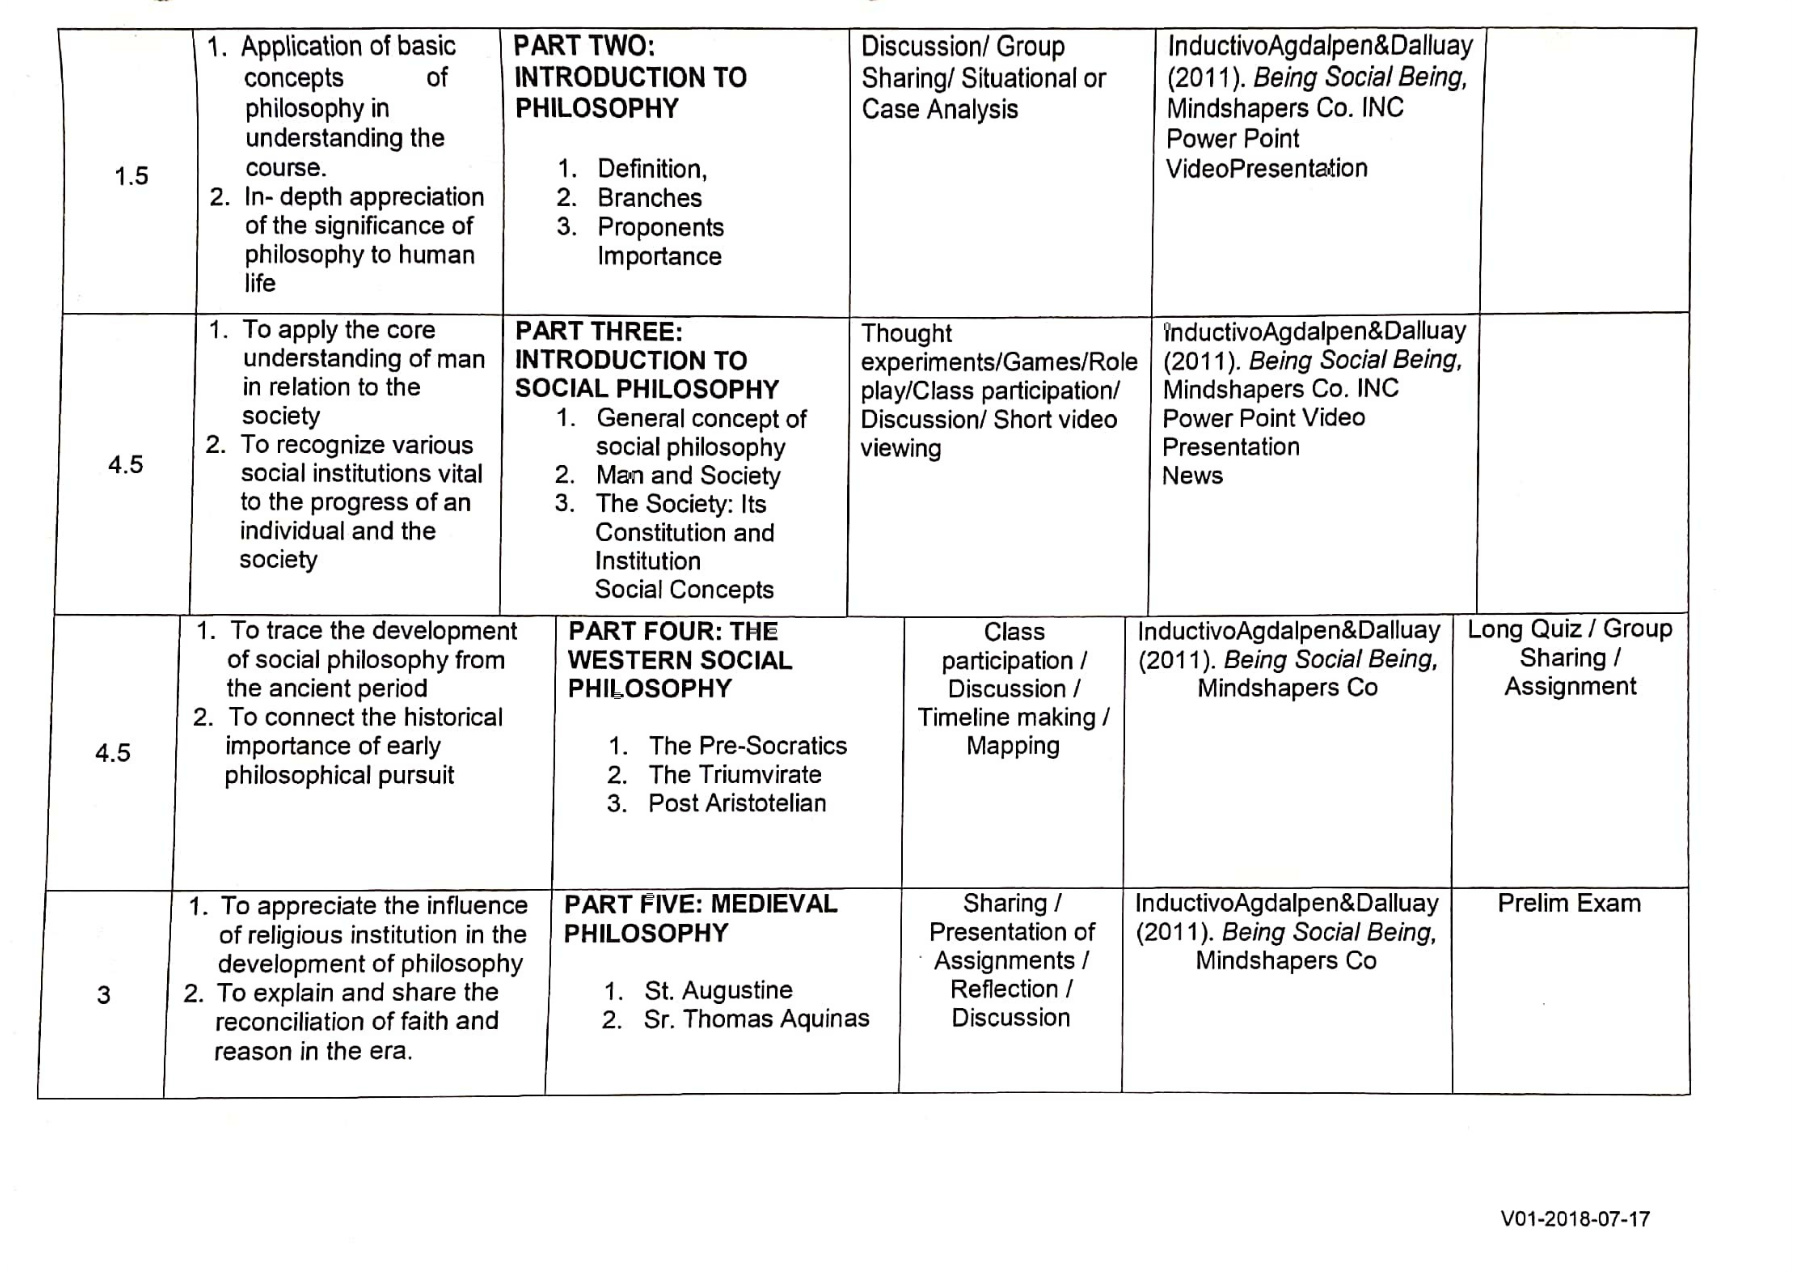 1.5
1. Application of basic
concepts of
philosophy in
understanding the
course.
2. In- depth appreciation
of the significance of
philosophy to human
life
PART TWO:
INTRODUCTION TO
PHILOSOPHY
1. Definition,
2. Branches
3. Proponents
Importance
Discussion/ Group
Sharing/ Situational or
Case Analysis
InductivoAgdalpen&Dalluay
(2011). Being Social Being,
Mindshapers Co. INC
Power Point
VideoPresentation
4.5
1. To apply the core
understanding of man
in relation to the
society
2. To recognize various
social institutions vital
to the progress of an
individual and the
society
PART THREE:
INTRODUCTION TO
SOCIAL PHILOSOPHY
1. General concept of
social philosophy
2. Man and Society
3. The Society: Its
Constitution and
Institution
Social Concepts
Thought
experiments/Games/Role
play/Class participation/
Discussion/ Short video
viewing
InductivoAgdalpen&Dalluay
(2011). Being Social Being,
Mindshapers Co. INC
Power Point Video
Presentation
News
4.5
1. To trace the development
of social philosophy from
the ancient period
2. To connect the historical
importance of early
philosophical pursuit
PART FOUR: THE
WESTERN SOCIAL
PHILOSOPHY
1. The Pre-Socratics
2. The Triumvirate
3. Post Aristotelian
Class
participation /
Discussion /
Timeline making /
Mapping
InductivoAgdalpen&Dalluay
(2011). Being Social Being,
Mindshapers Co
Long Quiz / Group
Sharing /
Assignment
3
1. To appreciate the influence
of religious institution in the
development of philosophy
2. To explain and share the
reconciliation of faith and
reason in the era.
PART FIVE: MEDIEVAL
PHILOSOPHY
1. St. Augustine
2. Sr. Thomas Aquinas
Sharing /
Presentation of
Assignments /
Reflection /
Discussion
InductivoAgdalpen&Dalluay
(2011). Being Social Being,
Mindshapers Co
Prelim Exam
V01-2018-07-17